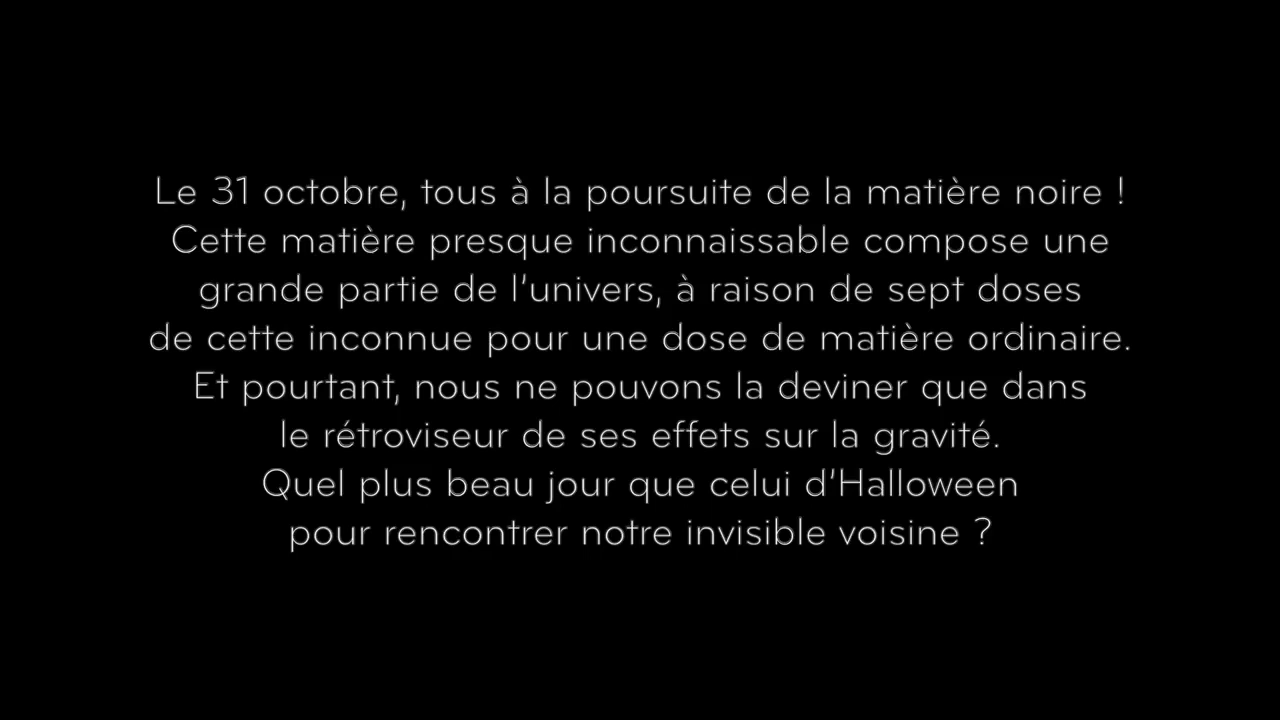 Le 31 octobre, tous à la poursuite de la matière noire !
Cette matière presque inconnaissable compose une
grande partie de l’univers, à raison de sept doses
de cette inconnue pour une dose de matière ordinaire.
Et pourtant, nous ne pouvons la deviner que dans
le rétroviseur de ses effets sur la gravité.
Quel plus beau jour que celui d’Halloween
pour rencontrer notre invisible voisine ?